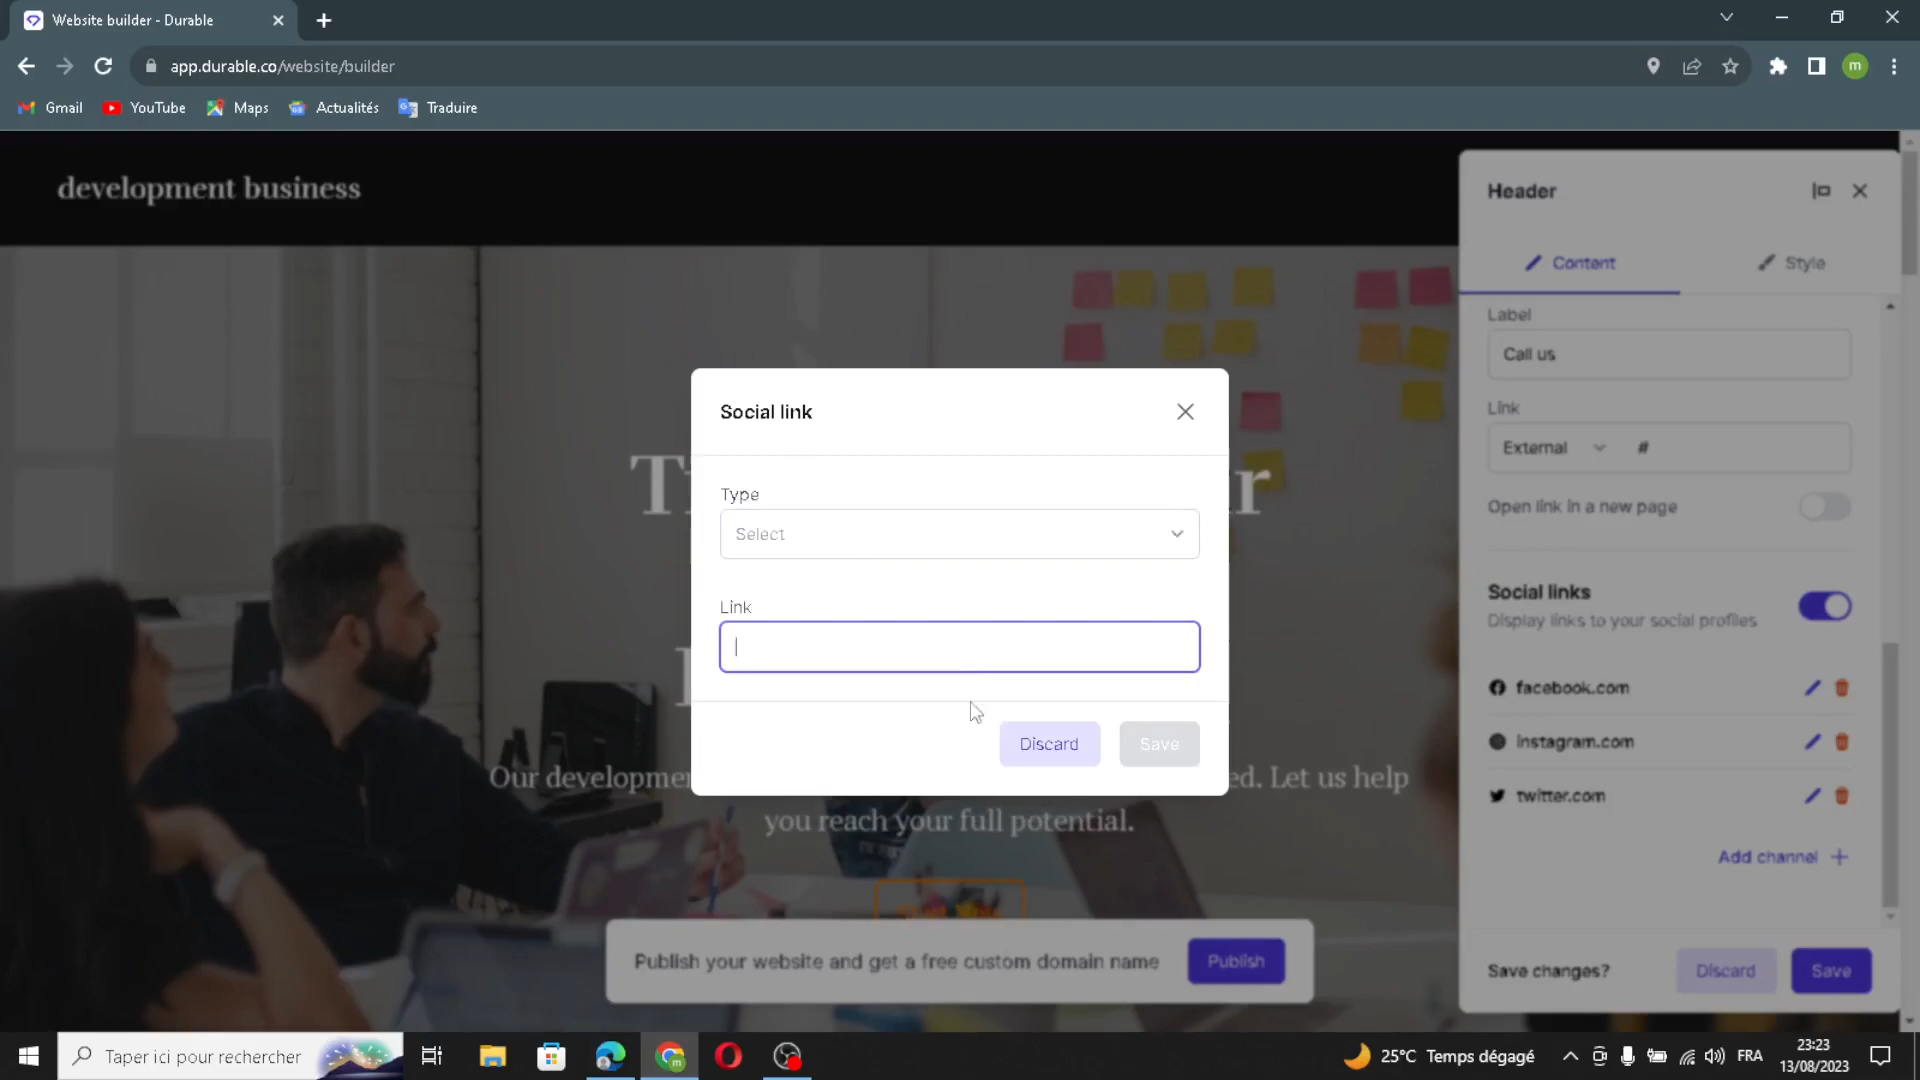 Website builder - Durable
app.durable.co/website/builder
m
Gmail
YouTube
Maps
Actualités
Traduire
development business
Header
Content
Style
Label
Call us
Link
External
#
Open link in a new page
Social links
Display links to your social profiles
facebook.com
Instagram.com
twitter.com
Add channel
Save changes?
Discard
Save
Social link
Type
Select
Link
Discard
Save
Our developmen
ed. Let us help
you reach your full potential.
Publish your website and get a free custom domain name
Publish
Taper ici pour rechercher
25°C Temps dégagé
FRA
23:23
13/08/2023